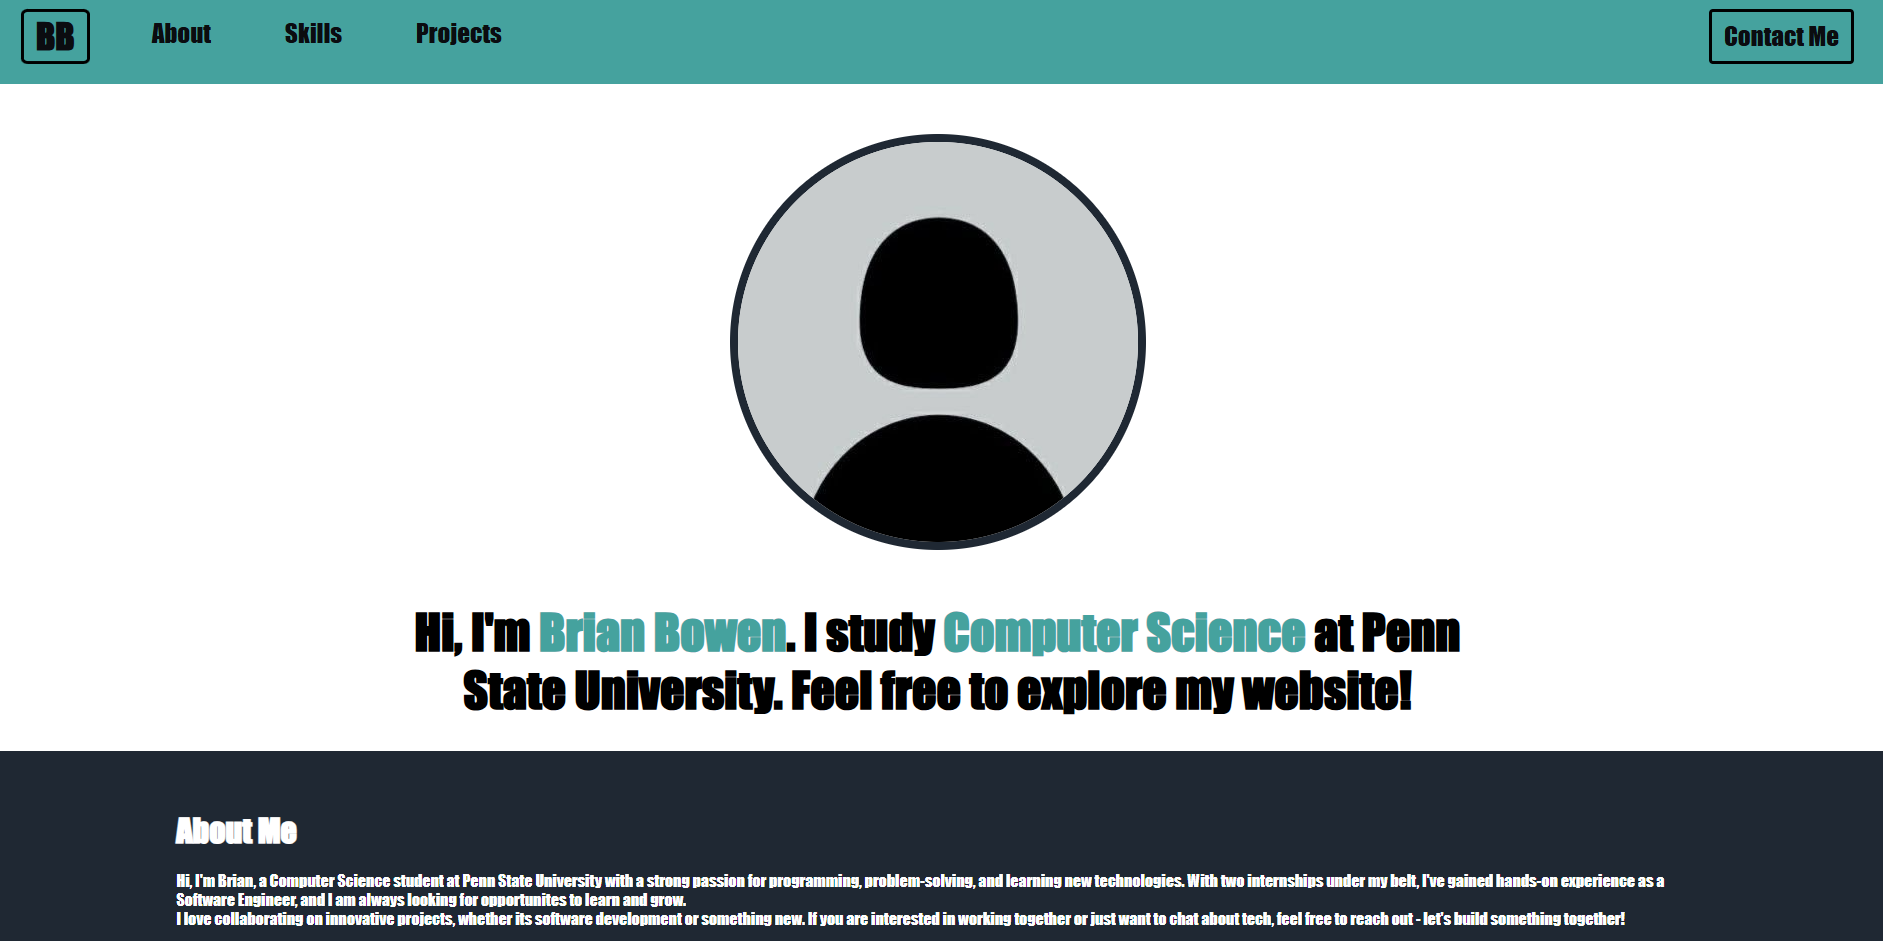 BB
About
Skills
Projects
Contact Me
Hi, I'm Brian Bowen. I study Computer Science at Penn
State University. Feel free to explore my website!
About Me
Hi, I'm Brian, a Computer Science student at Penn State University with a strong passion for programming, problem-solving, and learning new technologies. With two internships under my belt, I've gained hands-on experience as a
Software Engineer, and I am always looking for opportunites to learn and grow.
I love collaborating on innovative projects, whether its software development or something new. If you are interested in working together or just want to chat about tech, feel free to reach out - let's build something together!